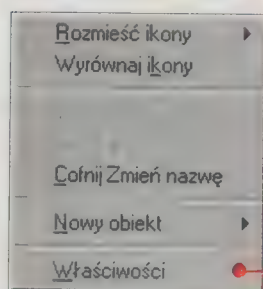 Rozmieść ikony
Wyrównaj ikony
Cofnij Zmień nazwę
Nowy obiekt
Właściwości